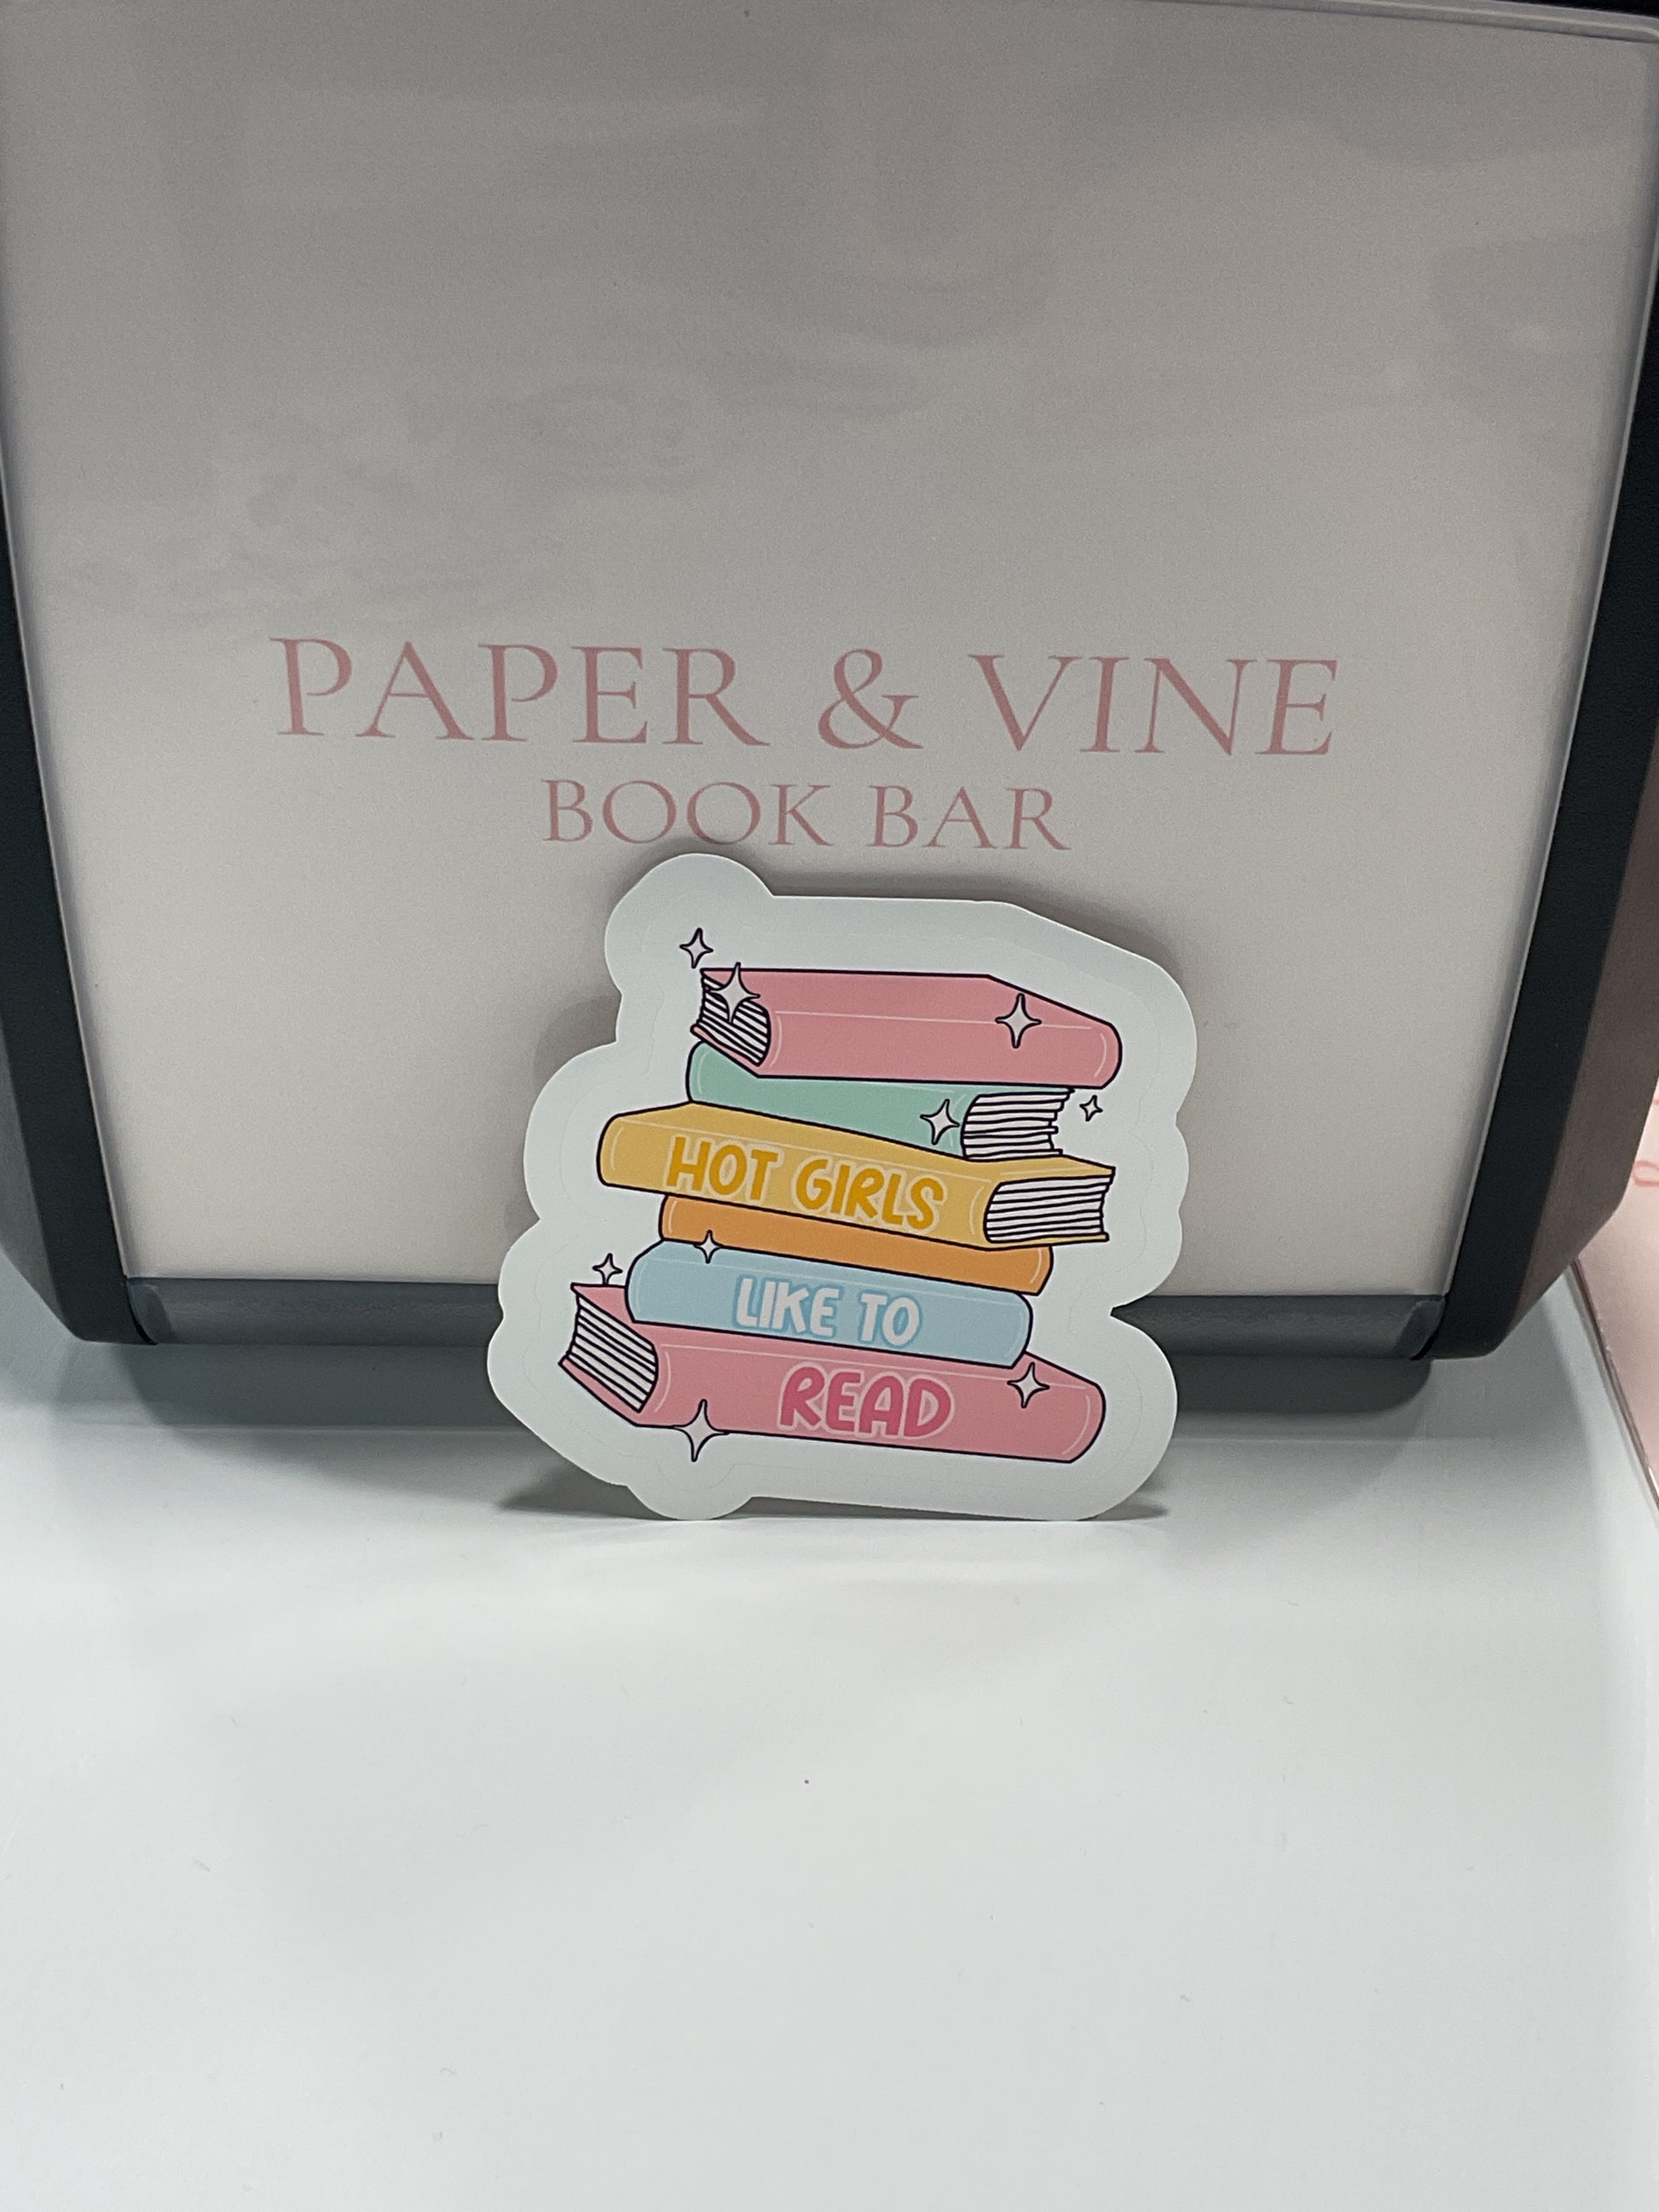 PAPER & VINE
BOOK BAR
HOT GIRLS
LIKE TO
READ